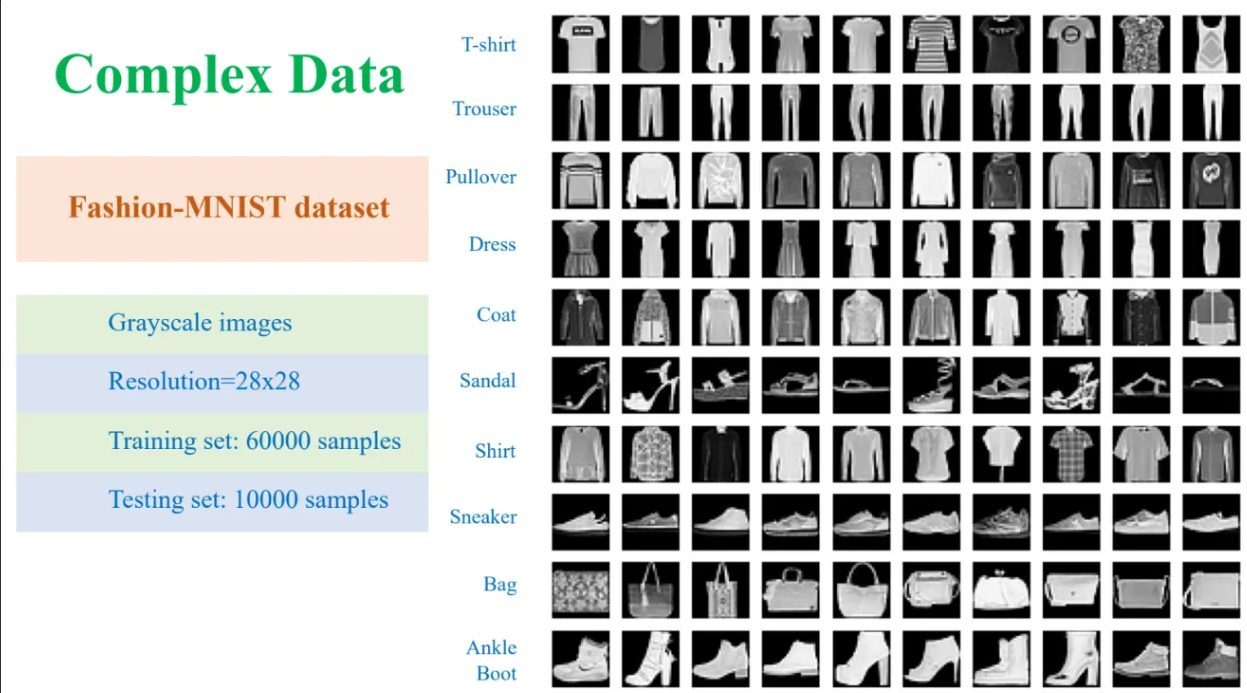 Complex Data
Fashion-MNIST dataset
Grayscale images
Resolution=28x28
Training set: 60000 samples
Testing set: 10000 samples
T-shirt
Trouser
Pullover
Dress
Coat
Sandal
Shirt
Sneaker
Bag
Ankle
Boot